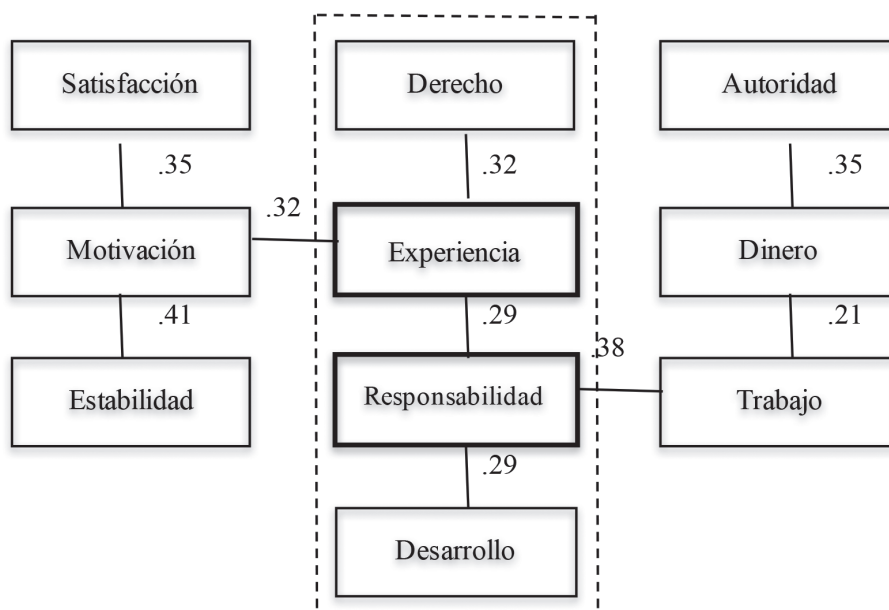 Satisfacción
Derecho
Autoridad
.35
.32
.35
.32
Motivación
Experiencia
Dinero
.41
.29
.21
.38
Estabilidad
Responsabilidad
Trabajo
.29
Desarrollo